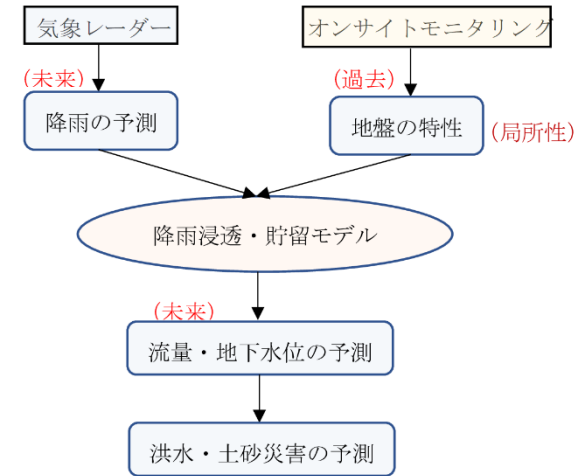 気象レーダー
オンサイトモニタリング
(未来)
(過去)
降雨の予測
地盤の特性
(局所性)
降雨浸透・貯留モデル
(未来)
流量・地下水位の予測
洪水・土砂災害の予測